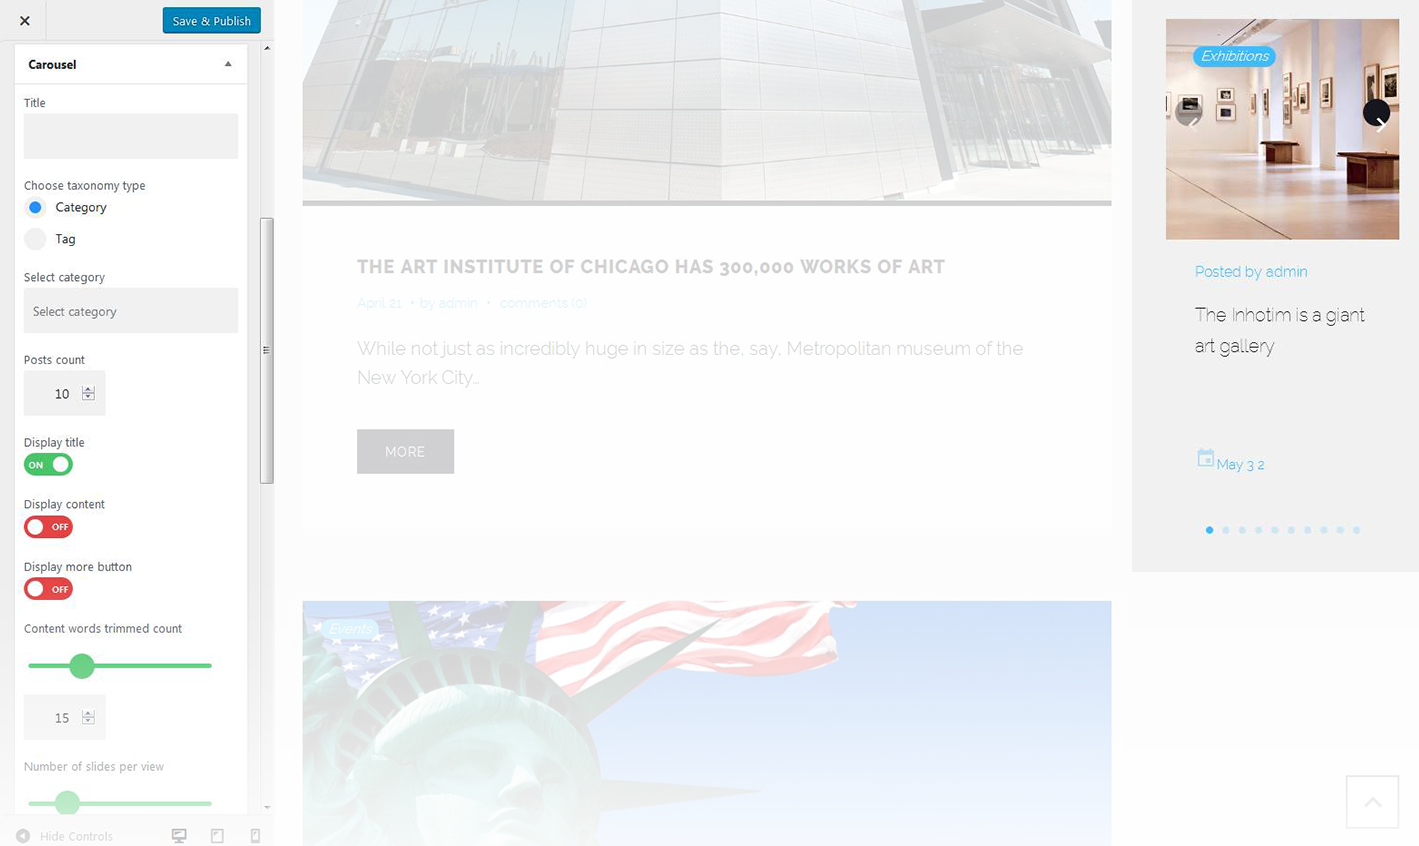 Save & Publish
Carousel
Title
Choose taxonomy type
Category
Tag
Select category
Select category
Posts count
10
Display title
ON
Display content
OFF
Display more button
OFF
Content words trimmed count
15
Number of slides per view
Hide Controls
THE ART INSTITUTE OF CHICAGO HAS 300,000 WORKS OF ART
April 21 • by admin • comments (0)
While not just as incredibly huge in size as the, say, Metropolitan museum of the
New York City…
MORE
Events
Exhibitions
Posted by admin
The Inhotim is a giant
art gallery
May 3 2